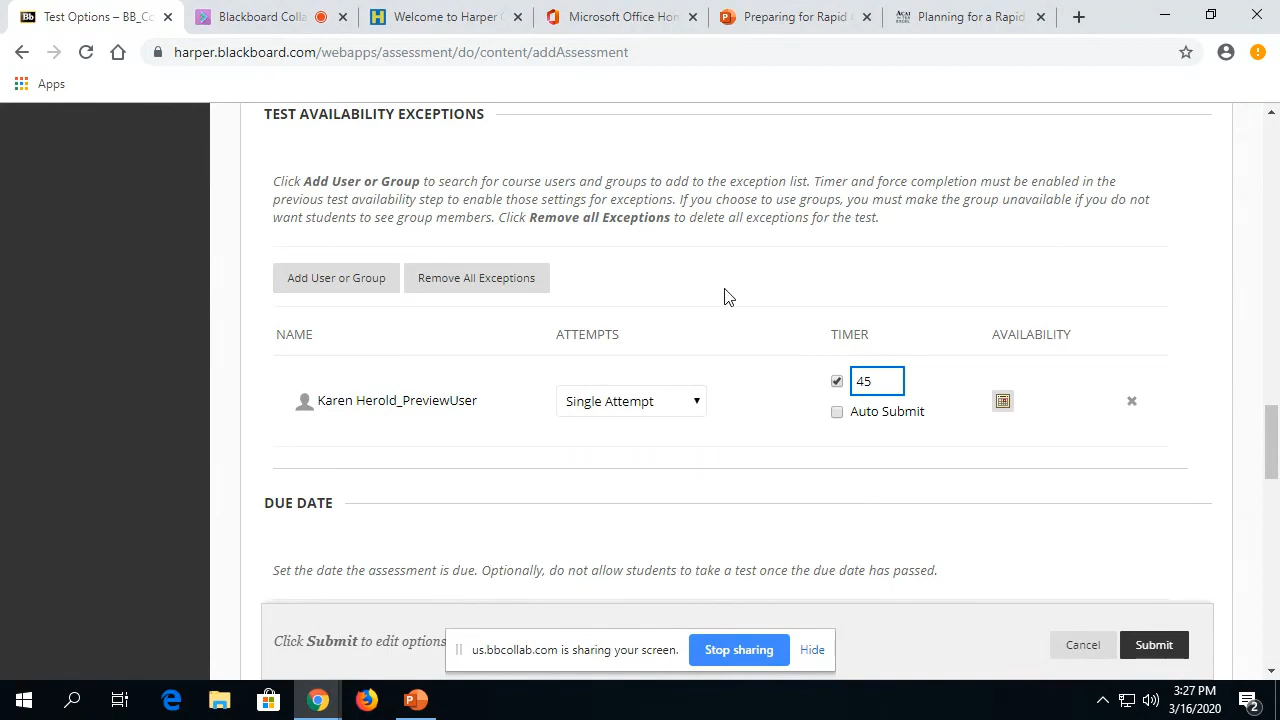 Test Options – BB_Co
Blackboard Colla
Welcome to Harper C
Microsoft Office Hom
Preparing for Rapid C
Planning for a Rapid
harper.blackboard.com/webapps/assessment/do/content/addAssessment
Apps
TEST AVAILABILITY EXCEPTIONS
Click Add User or Group to search for course users and groups to add to the exception list. Timer and force completion must be enabled in the
previous test availability step to enable those settings for exceptions. If you choose to use groups, you must make the group unavailable if you do not
want students to see group members. Click Remove all Exceptions to delete all exceptions for the test.
Add User or Group Remove All Exceptions
NAME ATTEMPTS TIMER AVAILABILITY
45
Karen Herold_PreviewUser Single Attempt
Auto Submit
DUE DATE
Set the date the assessment is due. Optionally, do not allow students to take a test once the due date has passed.
Click Submit to edit options
us.bbcollab.com is sharing your screen. Stop sharing Hide
Cancel Submit
3:27 PM
3/16/2020
2